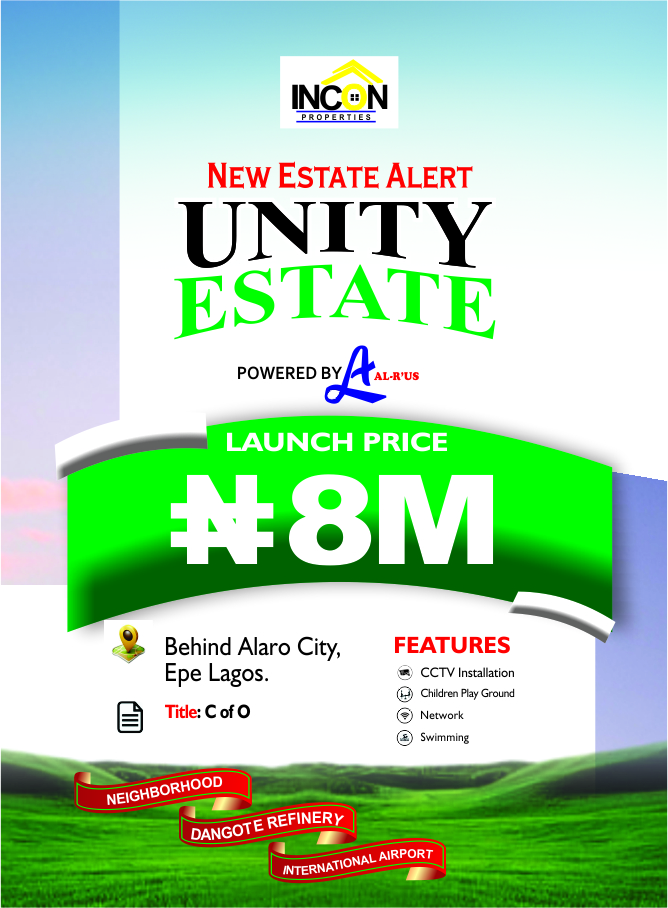 INCON
PROPERTIES
NEW ESTATE ALERT
UNITY
ESTATE
POWERED BY AL AL-R'US
LAUNCH PRICE
₦8M
Behind Alaro City,
Epe Lagos.
Title: C of O
FEATURES
CCTV Installation
Children Play Ground
Network
Swimming
NEIGHBORHOOD
DANGOTE REFINERY
INTERNATIONAL AIRPORT